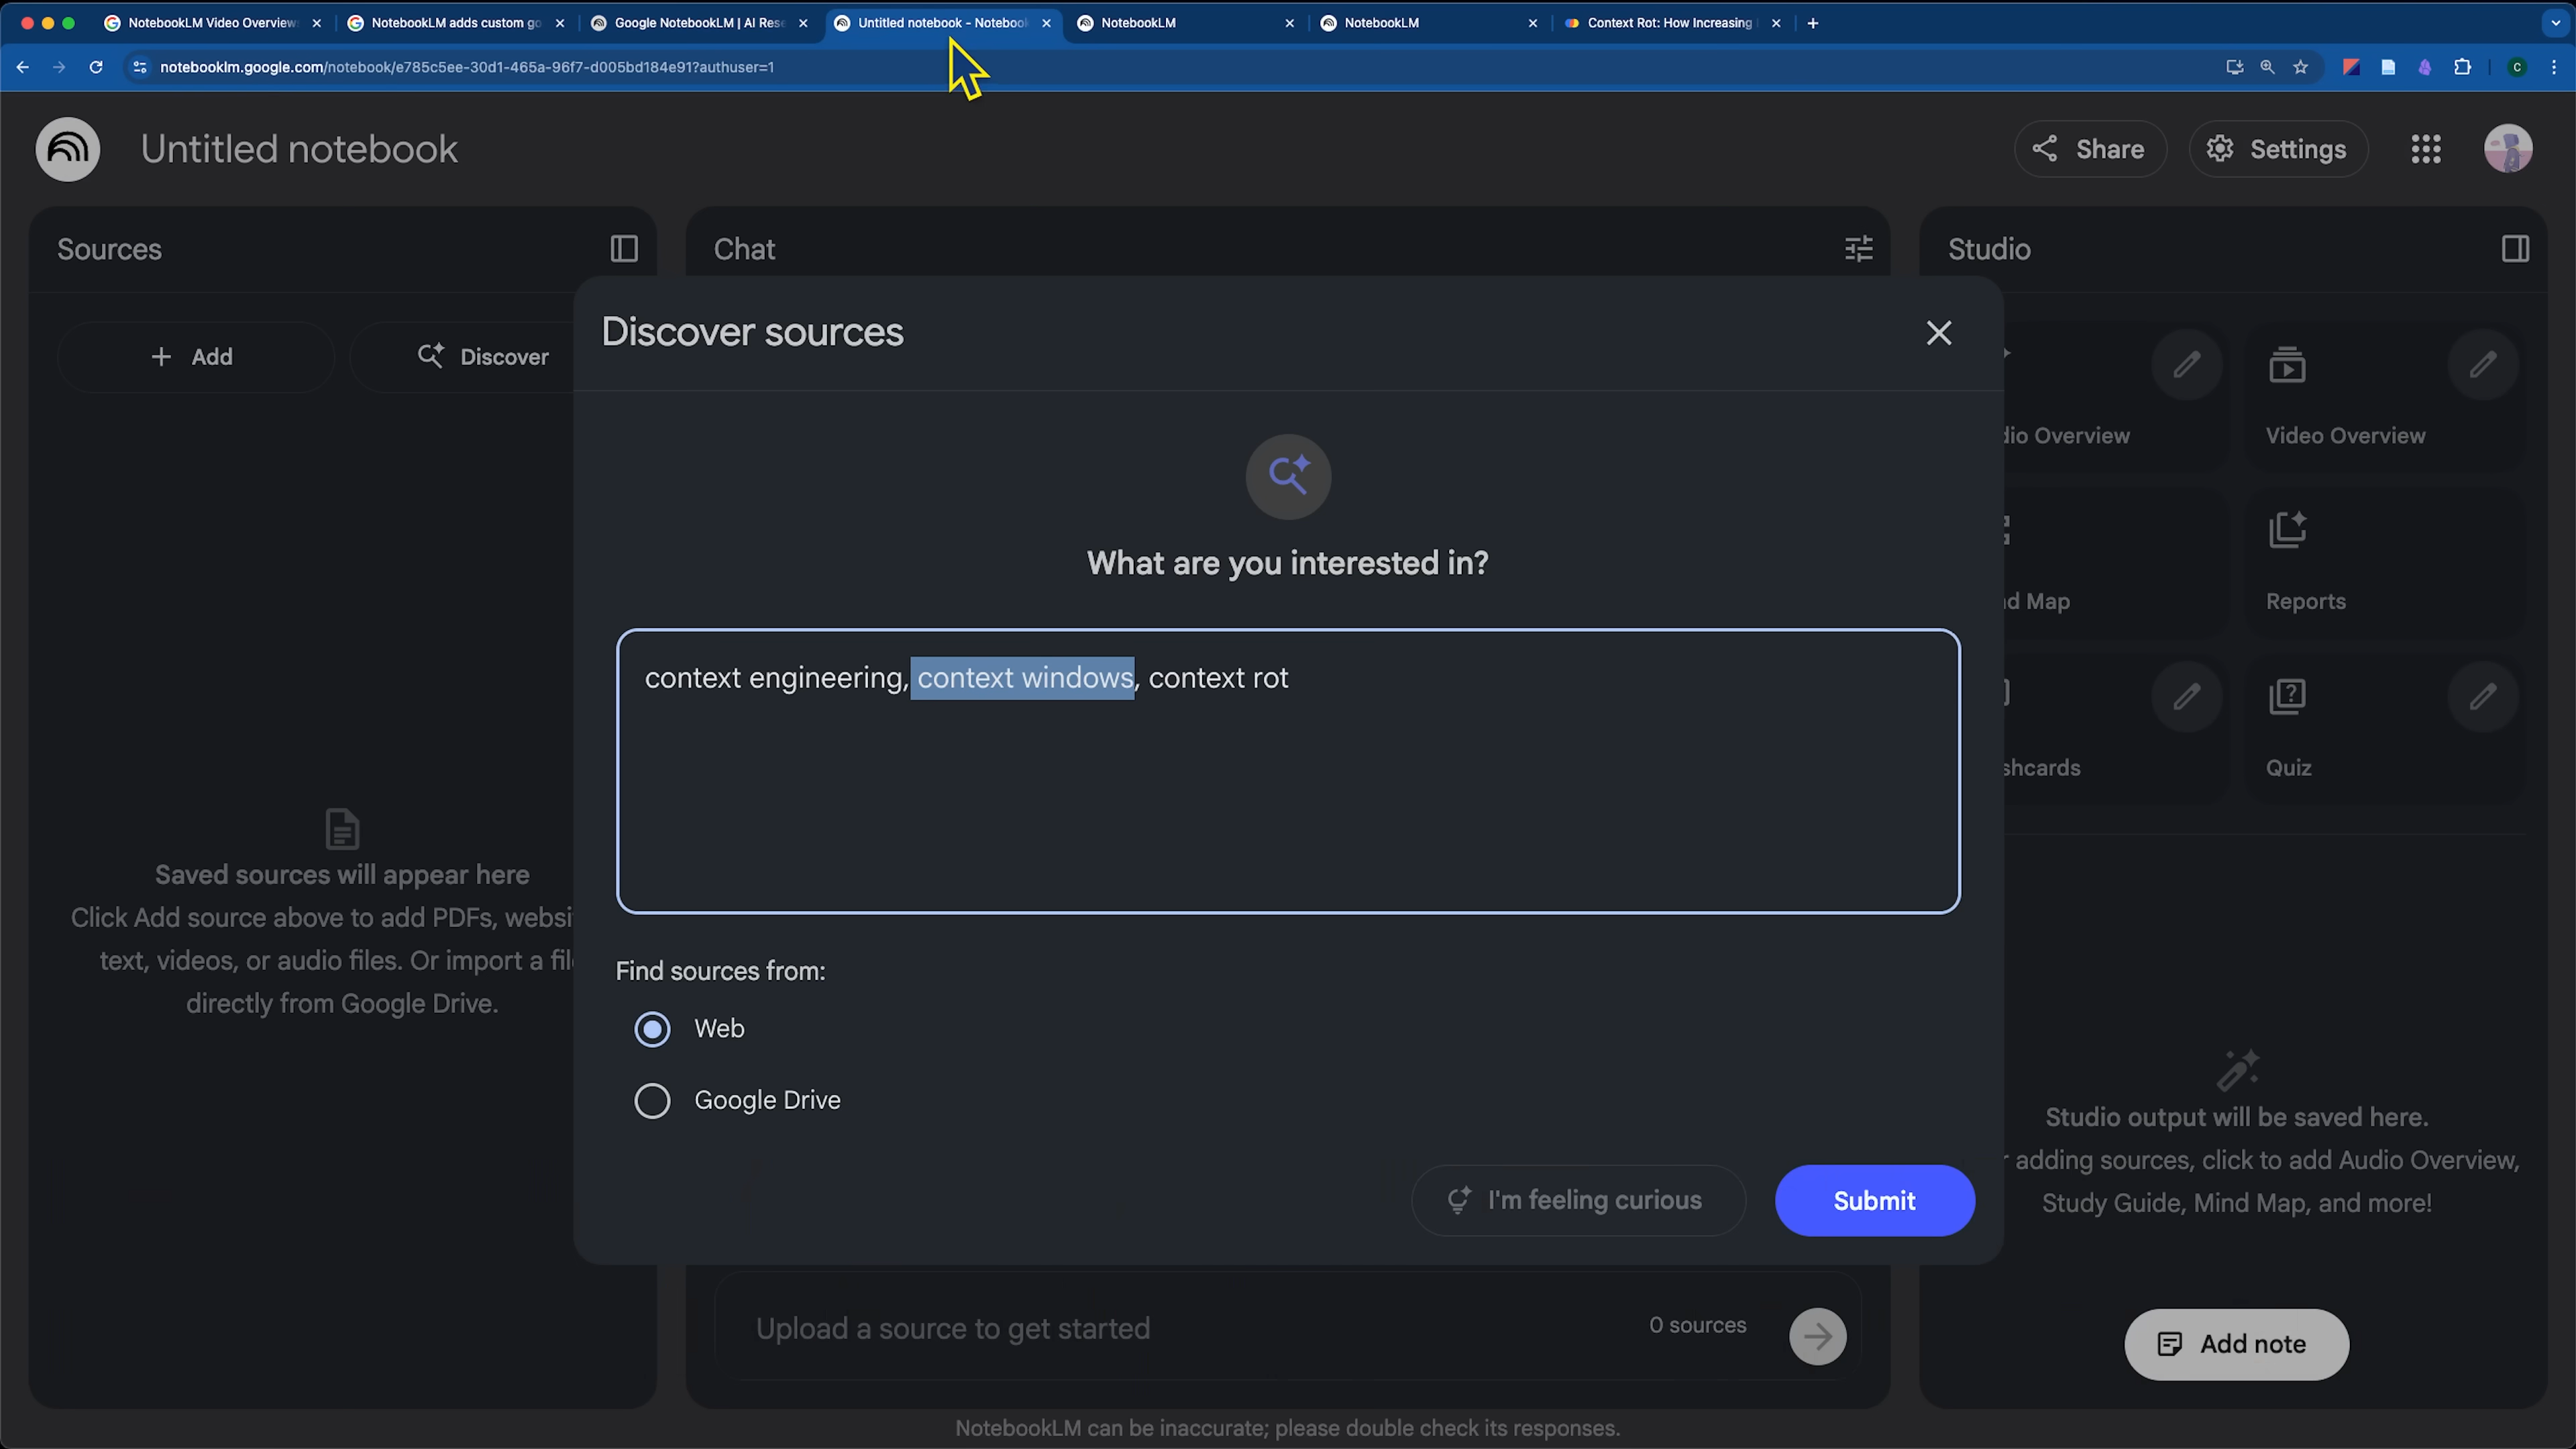 NotebookLM Video Overview
NotebookLM adds custom go
Google NotebookLM | AI Rese
Untitled notebook - Notebook
NotebookLM
NotebookLM
Context Rot: How Increasing
notebooklm.google.com/notebook/e785c5ee-30d1-465a-96f7-d005bd184e91?authuser=1
C
Untitled notebook
Share
Settings
Sources
Chat
Studio
Add
Discover
Discover sources
What are you interested in?
context engineering, context windows, context rot
Find sources from:
Web
Google Drive
I'm feeling curious
Submit
Saved sources will appear here
Click Add source above to add PDFs, websi
text, videos, or audio files. Or import a fil
directly from Google Drive.
dio Overview
Video Overview
d Map
Reports
shcards
Quiz
Studio output will be saved here.
r adding sources, click to add Audio Overview,
Study Guide, Mind Map, and more!
Upload a source to get started
0 sources
Add note
NotebookLM can be inaccurate; please double check its responses.